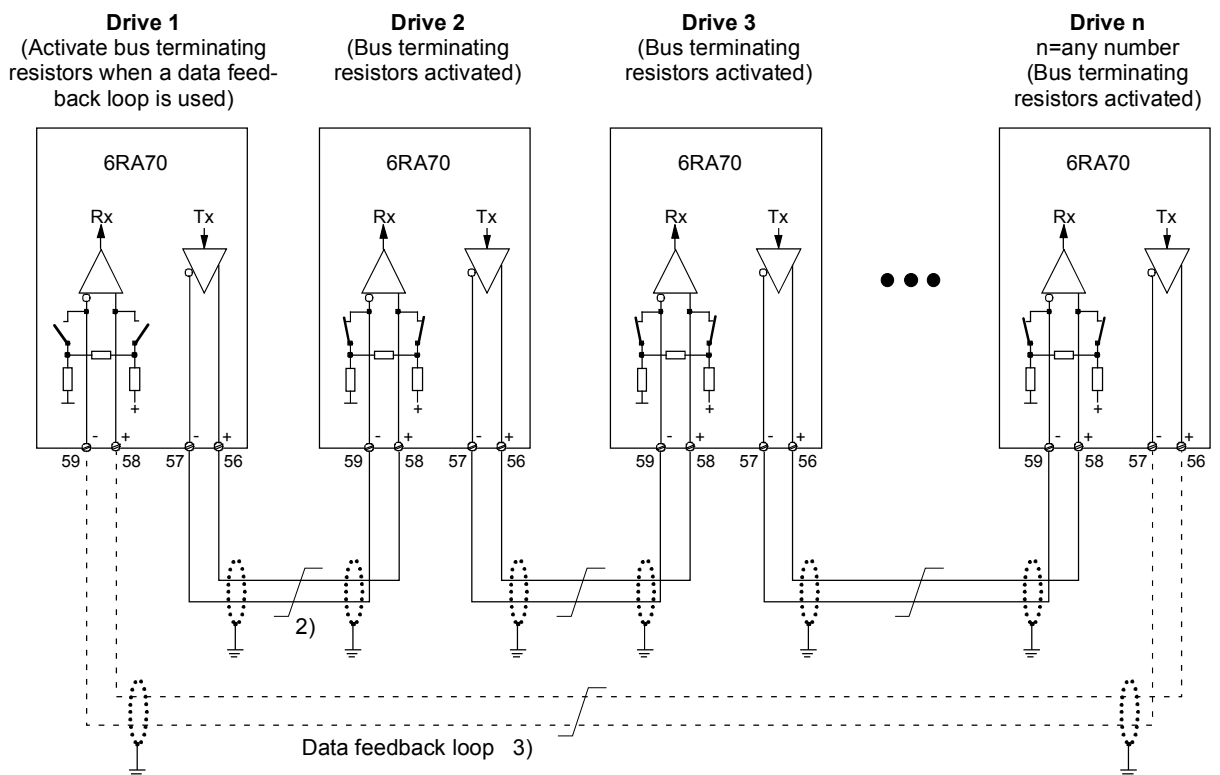 Drive 1
(Activate bus terminating
resistors when a data feed-
back loop is used)
Drive 2
(Bus terminating
resistors activated)
Drive 3
(Bus terminating
resistors activated)
Drive n
n=any number
(Bus terminating
resistors activated)
6RA70
Rx
Tx
+
- +
- +
59
58
57
56
6RA70
Rx
Tx
+
- +
- +
59
58
57
56
6RA70
Rx
Tx
+
- +
- +
59
58
57
56
6RA70
Rx
Tx
+
- +
- +
59
58
57
56
2)
Data feedback loop 3)